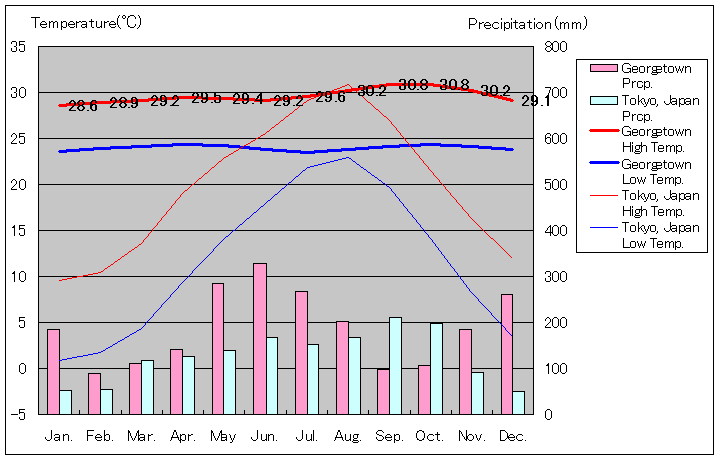 Temperature(℃)
Precipitation(mm)
35
30
25
20
15
10
5
0
-5
28.6 28.9 29.2 29.5 29.4 29.2 29.6 30.2 30.8 30.8 30.2 29.1
800
700
600
500
400
300
200
100
0
Jan. Feb. Mar. Apr. May Jun. Jul. Aug. Sep. Oct. Nov. Dec.
Georgetown
Prcp.
Tokyo, Japan
Prcp.
Georgetown
High Temp.
Georgetown
Low Temp.
Tokyo, Japan
High Temp.
Tokyo, Japan
Low Temp.